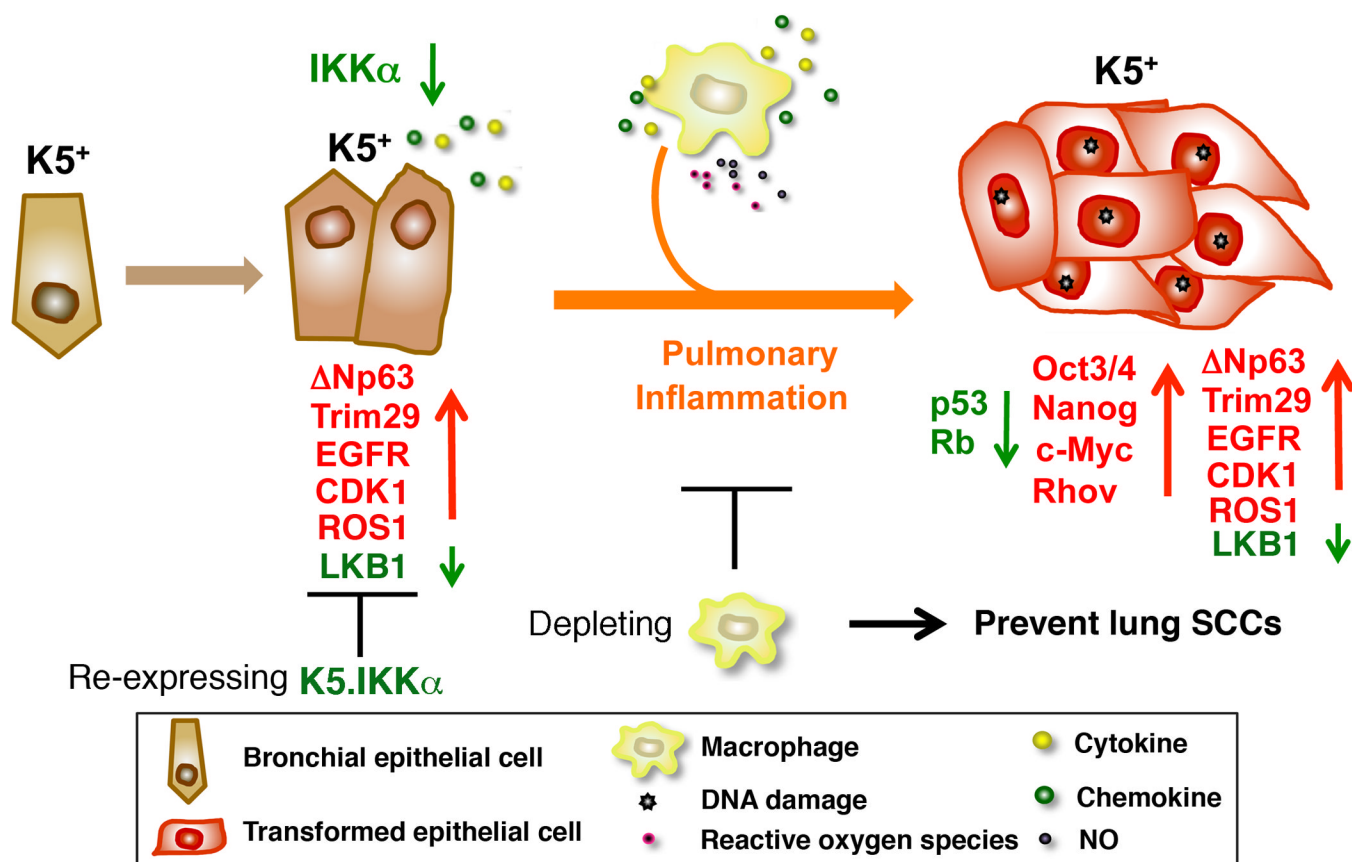 IKKα
K5⁺
K5⁺
K5⁺
ΔNp63
Trim29
EGFR
CDK1
ROS1
LKB1
Pulmonary
Inflammation
p53
Rb
Oct3/4
Nanog
c-Myc
Rhov
ΔNp63
Trim29
EGFR
CDK1
ROS1
LKB1
Depleting
Prevent lung SCCs
Re-expressing K5.IKKα
Bronchial epithelial cell
Transformed epithelial cell
Macrophage
DNA damage
Reactive oxygen species
Cytokine
Chemokine
NO